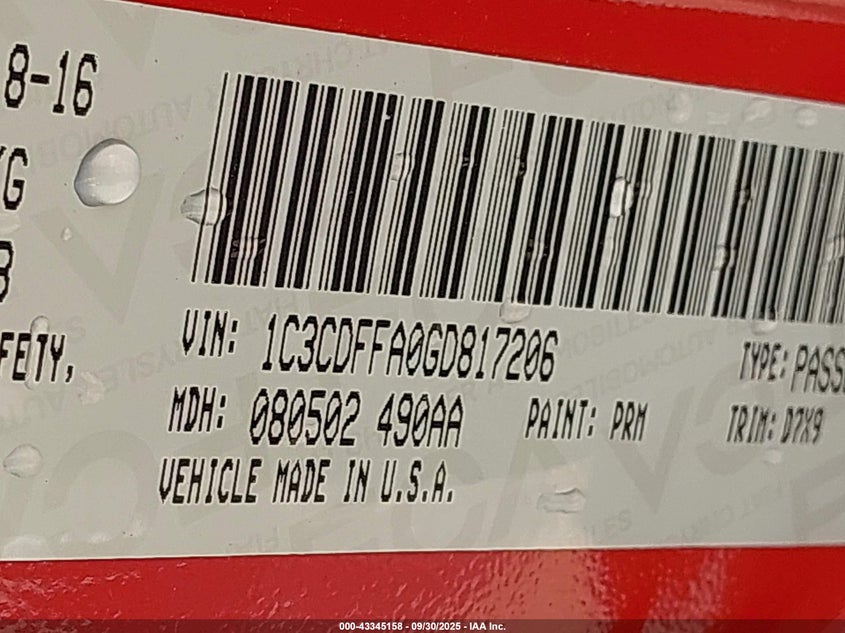 8-16
G
FETY,
VIN: 1C3CDFFA0GD817206 TYPE: PASS
MDH: 080502 490AA PAINT: PRM TRIM: D7X9
VEHICLE MADE IN U.S.A.
000-43345158 - 09/30/2025 - IAA Inc.